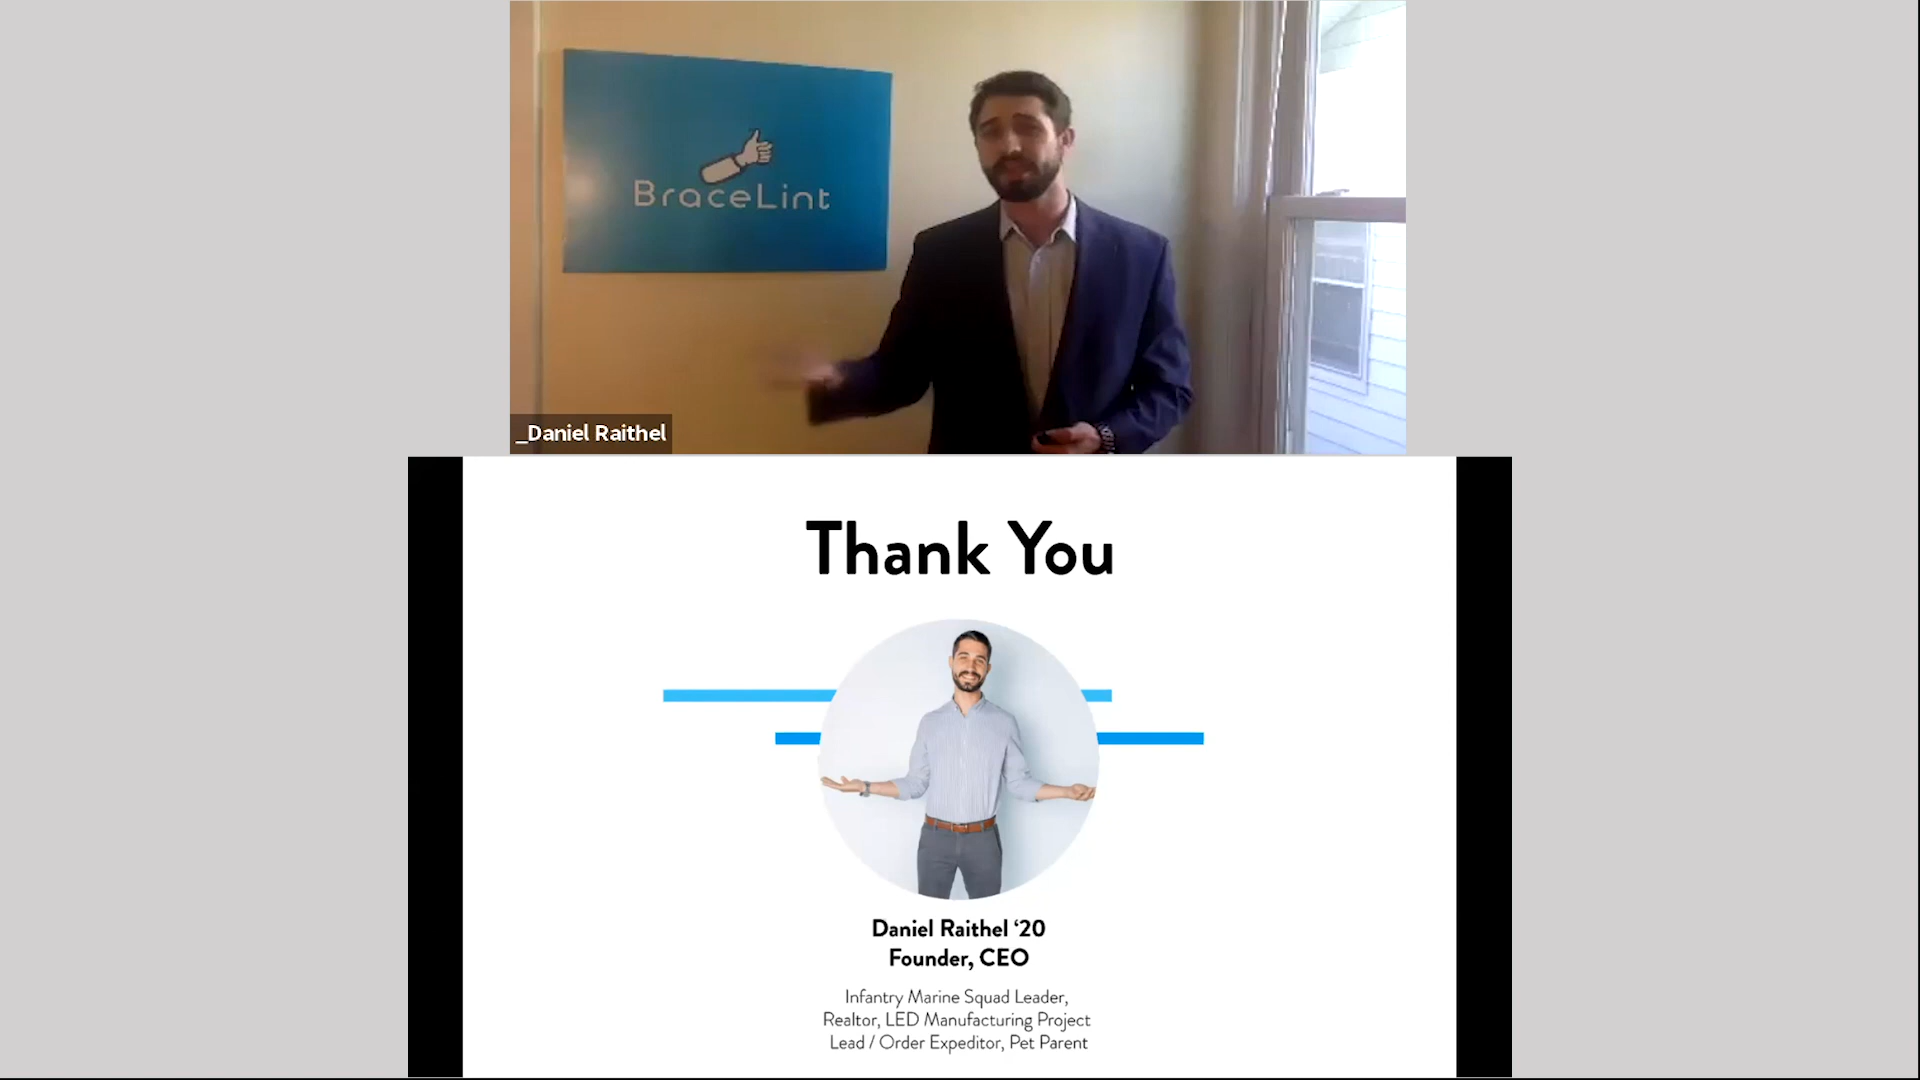 BraceLint
_Daniel Raithel
Thank You
Daniel Raithel ‘20
Founder, CEO
Infantry Marine Squad Leader,
Realtor, LED Manufacturing Project
Lead / Order Expeditor, Pet Parent